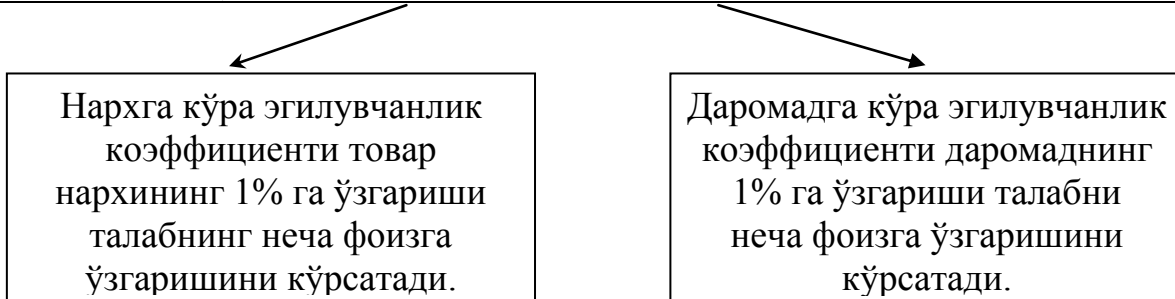 Нархга кўра эгилувчанлик
коэффициенти товар
нархининг 1% га ўзгариши
талабнинг неча фоизга
ўзгаришини кўрсатади.
Даромадга кўра эгилувчанлик
коэффициенти даромаднинг
1% га ўзгариши талабни
неча фоизга ўзгаришини
кўрсатади.